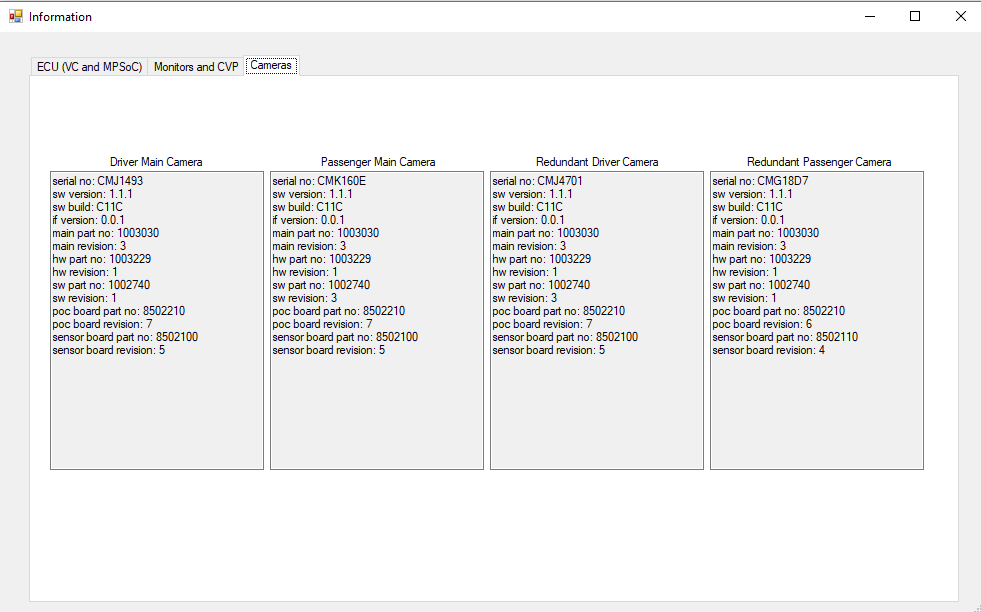 Information
ECU (VC and MPSoC)
Monitors and CVP
Cameras
Driver Main Camera
serial no: CMJ1493
sw version: 1.1.1
sw build: C11C
if version: 0.0.1
main part no: 1003030
main revision: 3
hw part no: 1003229
hw revision: 1
sw part no: 1002740
sw revision: 1
poc board part no: 8502210
poc board revision: 7
sensor board part no: 8502100
sensor board revision: 5
Passenger Main Camera
serial no: CMK160E
sw version: 1.1.1
sw build: C11C
if version: 0.0.1
main part no: 1003030
main revision: 3
hw part no: 1003229
hw revision: 1
sw part no: 1002740
sw revision: 3
poc board part no: 8502210
poc board revision: 7
sensor board part no: 8502100
sensor board revision: 5
Redundant Driver Camera
serial no: CMJ4701
sw version: 1.1.1
sw build: C11C
if version: 0.0.1
main part no: 1003030
main revision: 3
hw part no: 1003229
hw revision: 1
sw part no: 1002740
sw revision: 3
poc board part no: 8502210
poc board revision: 7
sensor board part no: 8502100
sensor board revision: 5
Redundant Passenger Camera
serial no: CMG18D7
sw version: 1.1.1
sw build: C11C
if version: 0.0.1
main part no: 1003030
main revision: 3
hw part no: 1003229
hw revision: 1
sw part no: 1002740
sw revision: 1
poc board part no: 8502210
poc board revision: 6
sensor board part no: 8502110
sensor board revision: 4